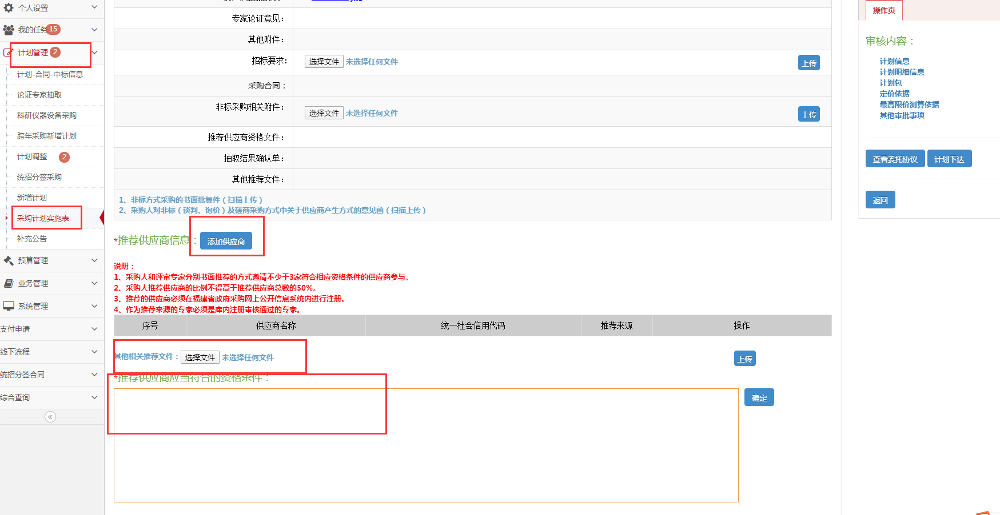 个人设置
我的任务 15
计划管理 2
计划-合同-中标信息
论证专家抽取
科研仪器设备采购
跨年采购新增计划
计划调整 2
统招分签采购
新增计划
采购计划实施表
补充公告
预算管理
业务管理
系统管理
支付申请
线下流程
统招分签合同
综合查询
专家论证意见：
其他附件：
招标要求： 选择文件 未选择任何文件 上传
采购合同：
非标采购相关附件： 选择文件 未选择任何文件 上传
推荐供应商资格文件：
抽取结果确认单：
其他推荐文件：
1、非标方式采购的书面批复件（扫描上传）
2、采购人对非标（谈判、询价）及磋商采购方式中关于供应商产生方式的意见函（扫描上传）
*推荐供应商信息： 添加供应商
说明：
1、采购人和评审专家分别书面推荐的方式邀请不少于3家符合相应资格条件的供应商参与。
2、采购人推荐供应商的比例不得高于推荐供应商总数的50%。
3、推荐的供应商必须在福建省政府采购网上公开信息系统内进行注册。
4、作为推荐来源的专家必须是库内注册审核通过的专家。
序号 供应商名称 统一社会信用代码 推荐来源 操作
其他相关推荐文件： 选择文件 未选择任何文件 上传
*推荐供应商应当符合的资格条件：
确定
操作页
审核内容：
计划信息
计划明细信息
计划包
定价依据
最高限价测算依据
其他审批事项
查看委托协议 计划下达
返回